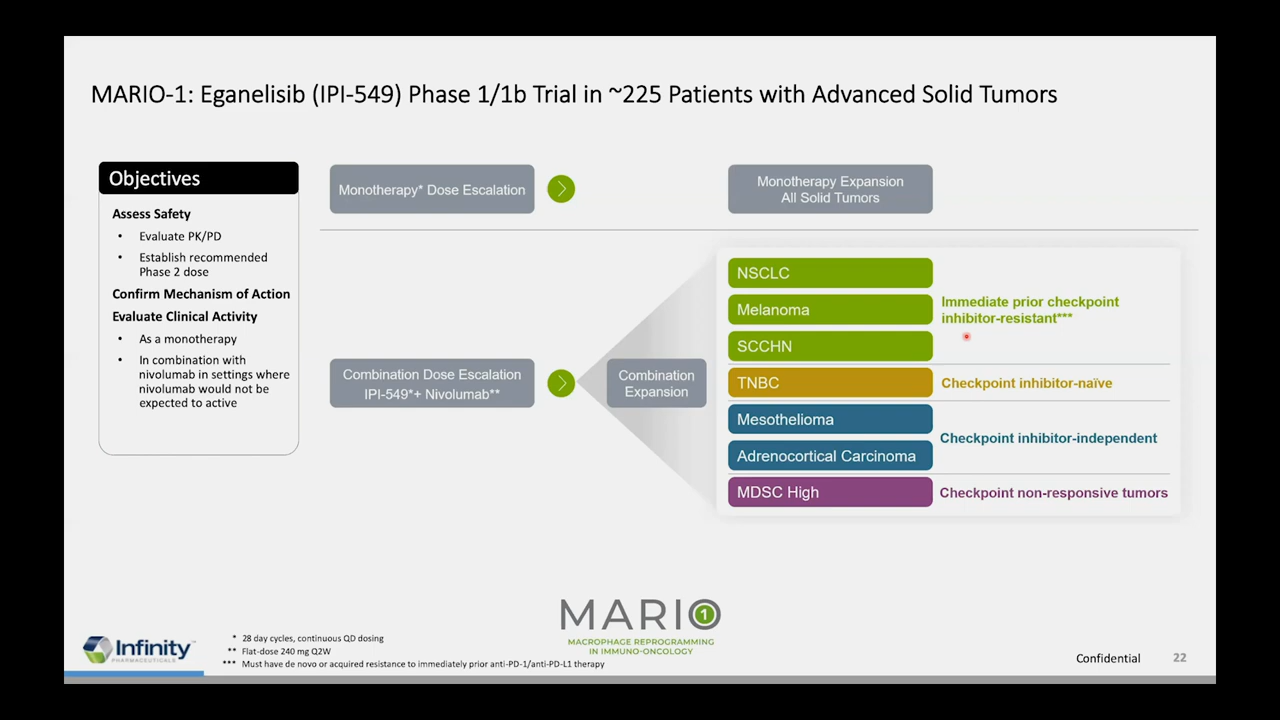 MARIO-1: Eganelisib (IPI-549) Phase 1/1b Trial in ~225 Patients with Advanced Solid Tumors
Objectives
Assess Safety
• Evaluate PK/PD
• Establish recommended
Phase 2 dose
Confirm Mechanism of Action
Evaluate Clinical Activity
• As a monotherapy
• In combination with
nivolumab in settings where
nivolumab would not be
expected to active
Monotherapy* Dose Escalation
Monotherapy Expansion
All Solid Tumors
Combination Dose Escalation
IPI-549*+ Nivolumab**
Combination
Expansion
NSCLC
Melanoma
SCCHN
Immediate prior checkpoint
inhibitor-resistant***
TNBC
Checkpoint inhibitor-naïve
Mesothelioma
Adrenocortical Carcinoma
Checkpoint inhibitor-independent
MDSC High
Checkpoint non-responsive tumors
MARIO 1
MACROPHAGE REPROGRAMMING
IN IMMUNO-ONCOLOGY
Infinity™
PHARMACEUTICALS
* 28 day cycles, continuous QD dosing
** Flat-dose 240 mg Q2W
*** Must have de novo or acquired resistance to immediately prior anti-PD-1/anti-PD-L1 therapy
Confidential 22